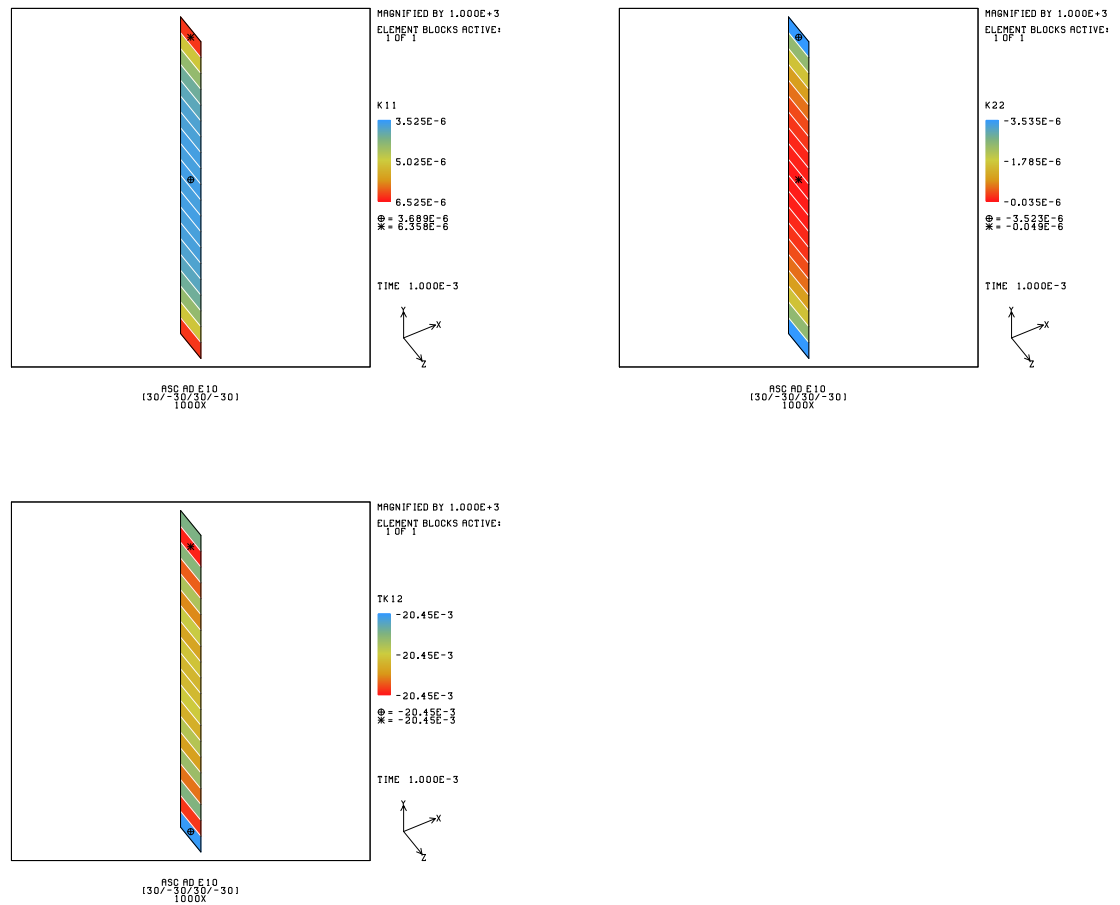 MAGNIFIED BY 1.000E+3
ELEMENT BLOCKS ACTIVE:
1 OF 1
K11
3.525E-6
5.025E-6
6.525E-6
⊕= 3.689E-6
✳= 6.358E-6
TIME 1.000E-3
Y
X
Z
ASC AD E10
[30/-30/30/-30]
1000X
MAGNIFIED BY 1.000E+3
ELEMENT BLOCKS ACTIVE:
1 OF 1
K22
-3.535E-6
-1.785E-6
-0.035E-6
⊕= -3.523E-6
✳= -0.049E-6
TIME 1.000E-3
Y
X
Z
ASC AD E10
[30/-30/30/-30]
1000X
MAGNIFIED BY 1.000E+3
ELEMENT BLOCKS ACTIVE:
1 OF 1
TK12
-20.45E-3
-20.45E-3
-20.45E-3
⊕= -20.45E-3
✳= -20.45E-3
TIME 1.000E-3
Y
X
Z
ASC AD E10
[30/-30/30/-30]
1000X